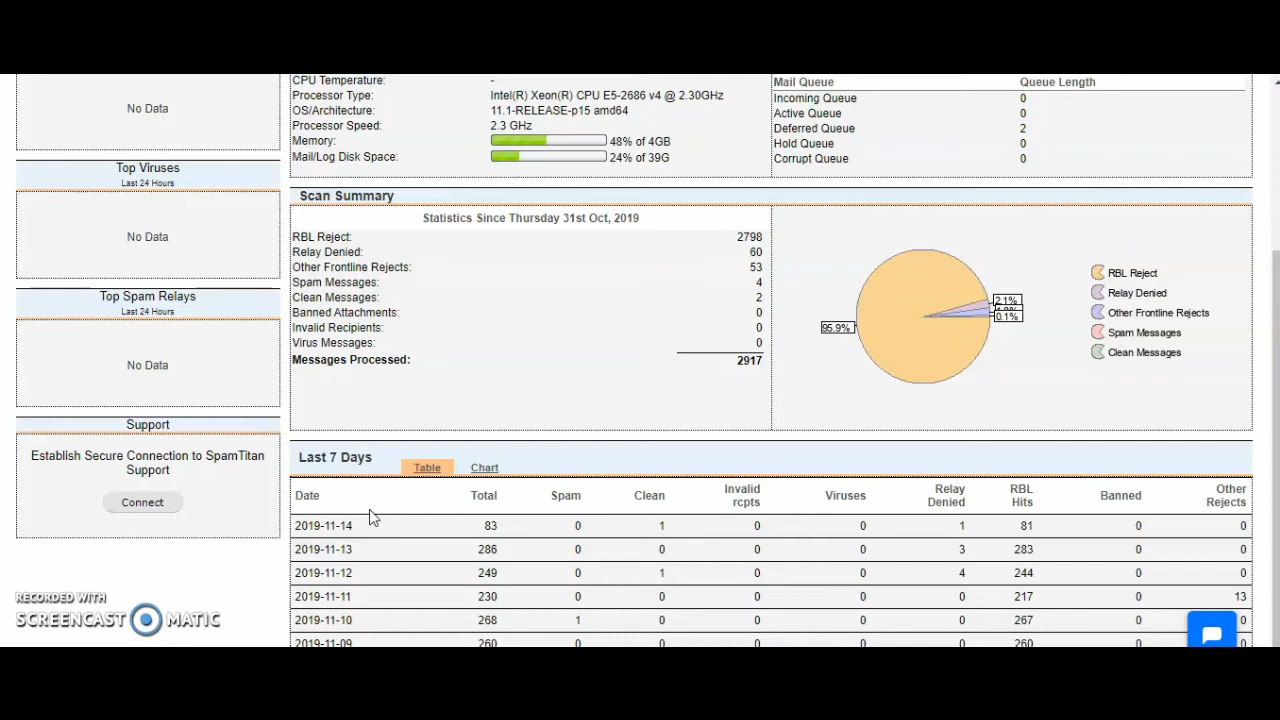 No Data
Top Viruses
Last 24 Hours
No Data
Top Spam Relays
Last 24 Hours
No Data
Support
Establish Secure Connection to SpamTitan
Support
Connect
CPU Temperature: -
Processor Type: Intel(R) Xeon(R) CPU E5-2686 v4 @ 2.30GHz
OS/Architecture: 11.1-RELEASE-p15 amd64
Processor Speed: 2.3 GHz
Memory: 48% of 4GB
Mail/Log Disk Space: 24% of 39G
Mail Queue Queue Length
Incoming Queue 0
Active Queue 0
Deferred Queue 2
Hold Queue 0
Corrupt Queue 0
Scan Summary
Statistics Since Thursday 31st Oct, 2019
RBL Reject: 2798
Relay Denied: 60
Other Frontline Rejects: 53
Spam Messages: 4
Clean Messages: 2
Banned Attachments: 0
Invalid Recipients: 0
Virus Messages: 0
Messages Processed: 2917
95.9%
2.1%
0.1%
RBL Reject
Relay Denied
Other Frontline Rejects
Spam Messages
Clean Messages
Last 7 Days Table Chart
Date Total Spam Clean Invalid rcpts Viruses Relay Denied RBL Hits Banned Other Rejects
2019-11-14 83 0 1 0 0 1 81 0 0
2019-11-13 286 0 0 0 0 3 283 0 0
2019-11-12 249 0 1 0 0 4 244 0 0
2019-11-11 230 0 0 0 0 0 217 0 13
2019-11-10 268 1 0 0 0 0 267 0 0
2019-11-09 260 0 0 0 0 0 260 0
RECORDED WITH
SCREENCAST MATIC